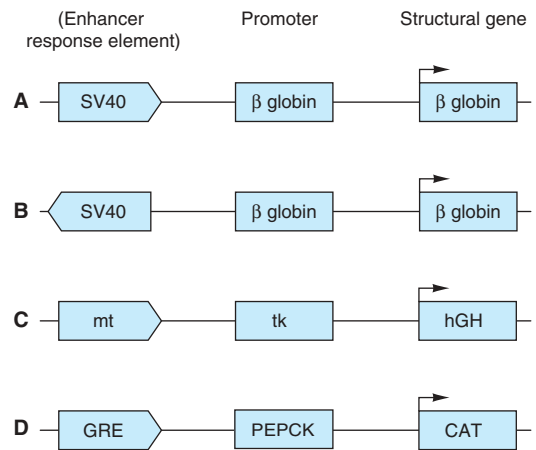 (Enhancer response element) Promoter Structural gene
A SV40 β globin β globin
B SV40 β globin β globin
C mt tk hGH
D GRE PEPCK CAT